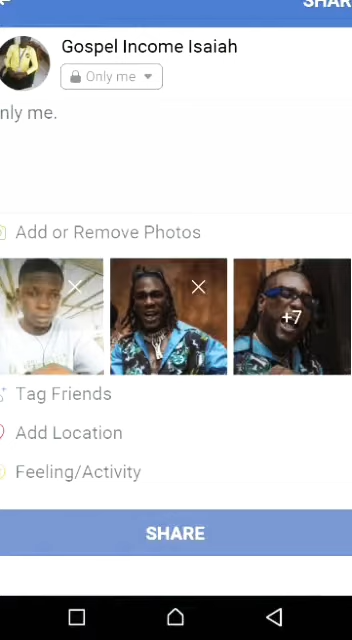 SHAR
Gospel Income Isaiah
Only me
nly me.
Add or Remove Photos
+7
Tag Friends
Add Location
Feeling/Activity
SHARE